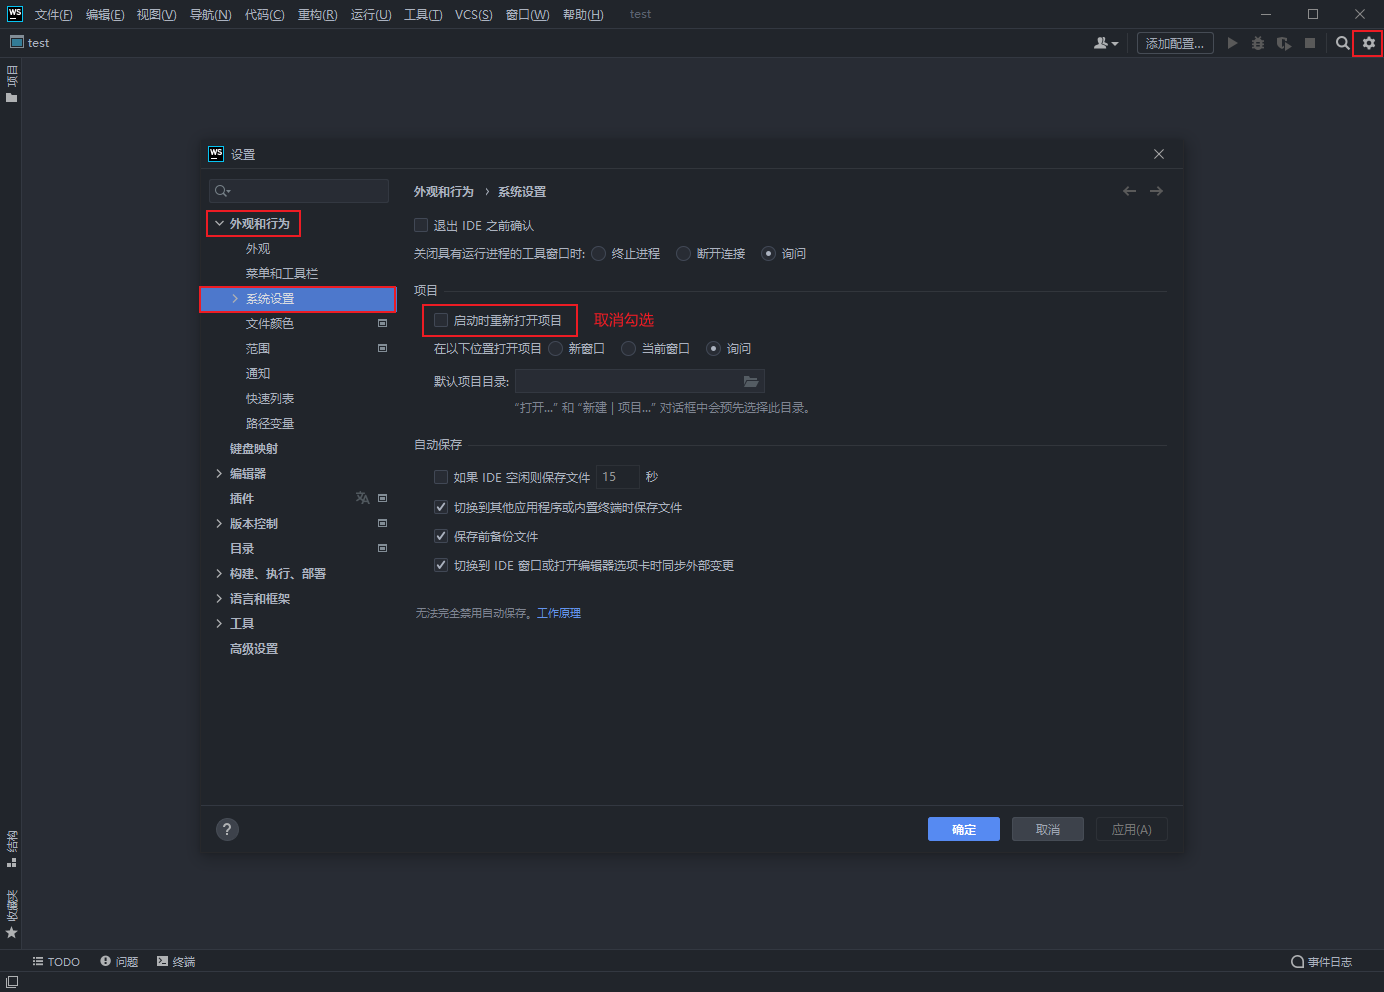 WS 文件(F) 编辑(E) 视图(V) 导航(N) 代码(C) 重构(R) 运行(U) 工具(T) VCS(S) 窗口(W) 帮助(H) test
test 添加配置...
项目
WS 设置
外观和行为 › 系统设置
外观和行为
外观
菜单和工具栏
系统设置
文件颜色
范围
通知
快速列表
路径变量
键盘映射
编辑器
插件
版本控制
目录
构建、执行、部署
语言和框架
工具
高级设置
退出 IDE 之前确认
关闭具有运行进程的工具窗口时: 终止进程 断开连接 询问
项目
启动时重新打开项目 取消勾选
在以下位置打开项目 新窗口 当前窗口 询问
默认项目目录:
“打开...” 和 “新建 | 项目...” 对话框中会预先选择此目录。
自动保存
如果 IDE 空闲则保存文件 15 秒
切换到其他应用程序或内置终端时保存文件
保存前备份文件
切换到 IDE 窗口或打开编辑器选项卡时同步外部变更
无法完全禁用自动保存。工作原理
? 确定 取消 应用(A)
结构
收藏夹
TODO 问题 终端 事件日志